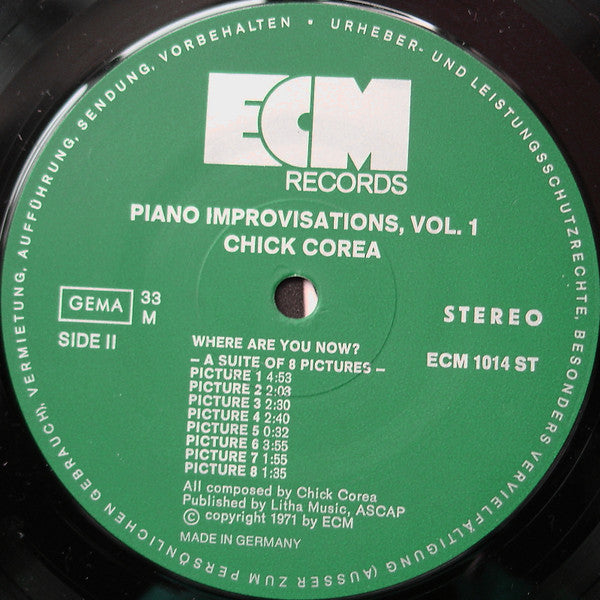 URHEBER- UND LEISTUNGSSCHUTZRECHTE, BESONDERS VERVIELFÄLTIGUNG (AUSSER ZUM PERSÖNLICHEN GEBRAUCH), VERMIETUNG, AUFFÜHRUNG, SENDUNG, VORBEHALTEN •
ECM
RECORDS
PIANO IMPROVISATIONS, VOL. 1
CHICK COREA
GEMA 33 M
STEREO
SIDE II
ECM 1014 ST
WHERE ARE YOU NOW?
– A SUITE OF 8 PICTURES –
PICTURE 1 4:53
PICTURE 2 2:03
PICTURE 3 2:30
PICTURE 4 2:40
PICTURE 5 0:32
PICTURE 6 3:55
PICTURE 7 1:55
PICTURE 8 1:35
All composed by Chick Corea
Published by Litha Music, ASCAP
© copyright 1971 by ECM
MADE IN GERMANY